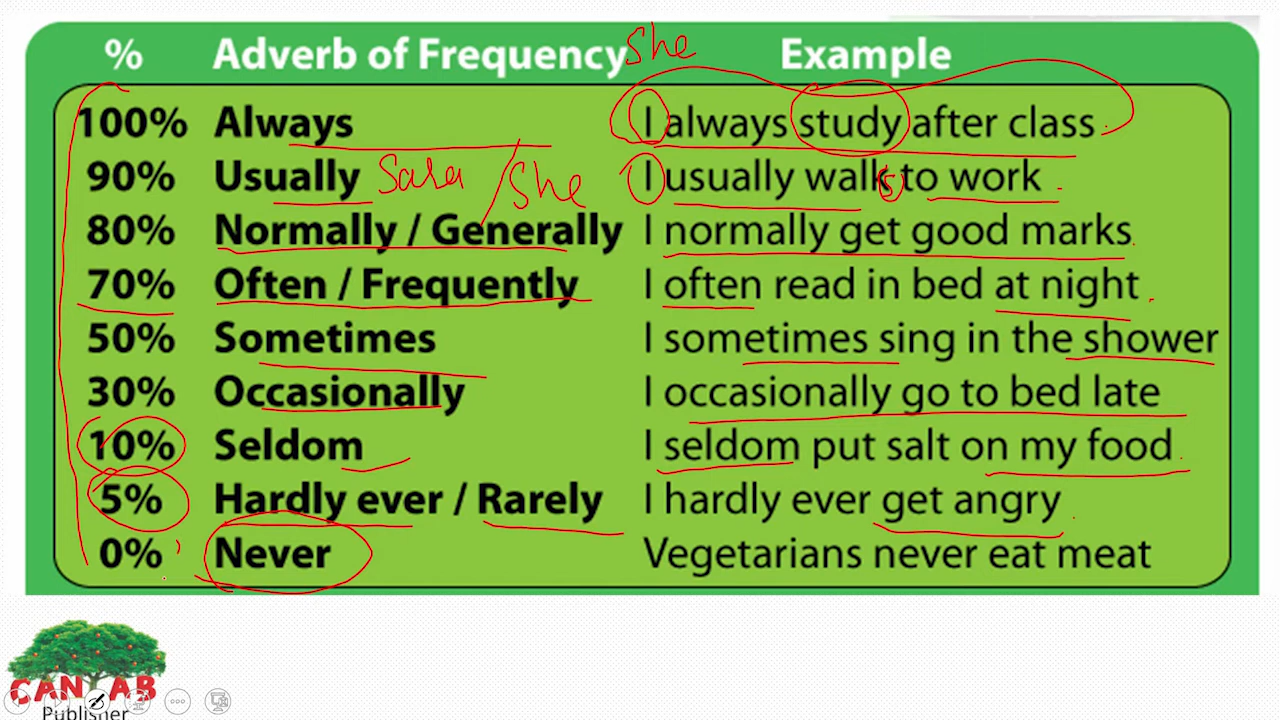 % Adverb of Frequency she Example
100% Always I always study after class.
90% Usually Sara / She I usually walk (s) to work.
80% Normally / Generally I normally get good marks.
70% Often / Frequently I often read in bed at night.
50% Sometimes I sometimes sing in the shower
30% Occasionally I occasionally go to bed late
10% Seldom I seldom put salt on my food.
5% Hardly ever / Rarely I hardly ever get angry.
0% Never Vegetarians never eat meat
CANTAB
Publisher